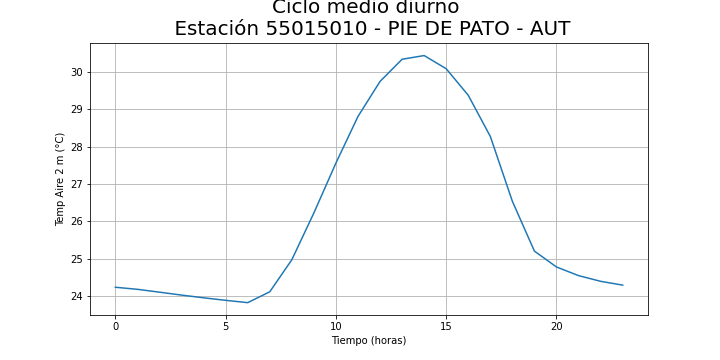 Ciclo medio diurno
Estación 55015010 - PIE DE PATO - AUT
30
29
28
27
26
25
24
Temp Aire 2 m (°C)
0 5 10 15 20
Tiempo (horas)